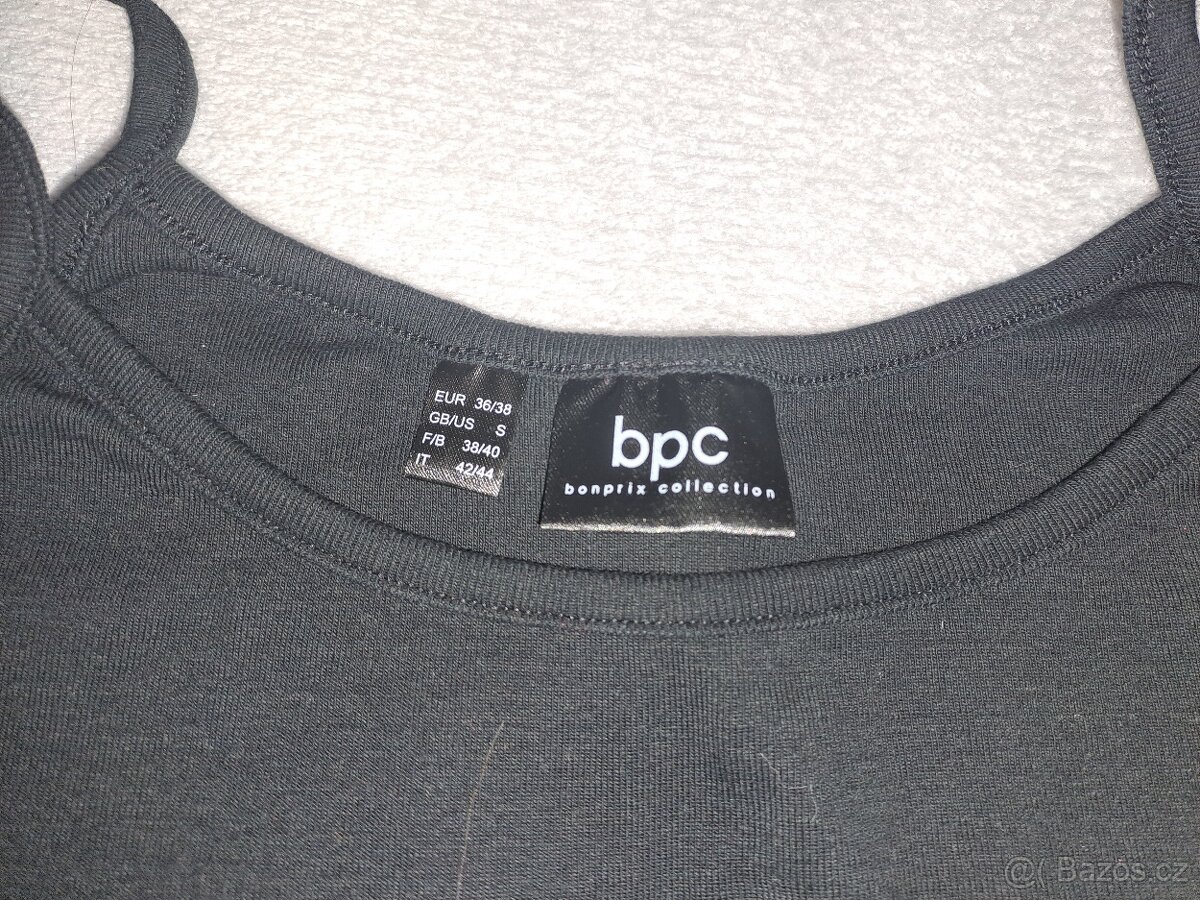 EUR 36/38
GB/US S
F/B 38/40
IT 42/44
bpc
bonprix collection
@( Bazoš.cz